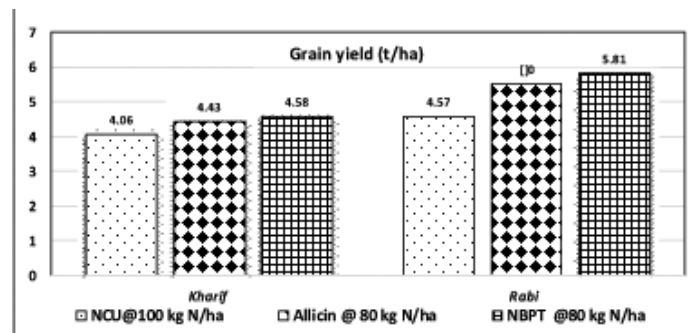 7
Grain yield (t/ha)
6
5
4
3
2
1
0
4.06
4.43
4.58
4.57
5.81
Kharif
Rabi
NCU@100 kg N/ha
Allicin @ 80 kg N/ha
NBPT @80 kg N/ha